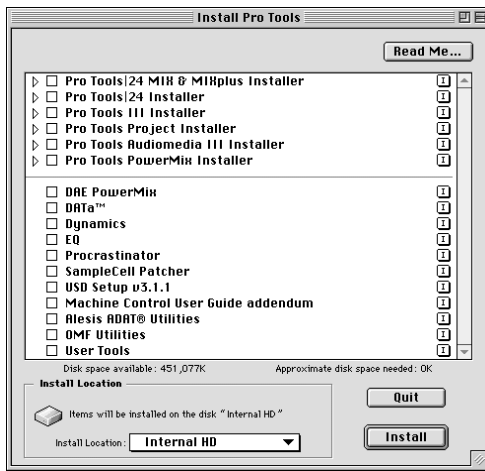 Install Pro Tools
Read Me...
Pro Tools|24 MIX & MIXplus Installer
Pro Tools|24 Installer
Pro Tools III Installer
Pro Tools Project Installer
Pro Tools Audiomedia III Installer
Pro Tools PowerMix Installer
DAE PowerMix
DATa™
Dynamics
EQ
Procrastinator
SampleCell Patcher
USD Setup v3.1.1
Machine Control User Guide addendum
Alesis ADAT® Utilities
OMF Utilities
User Tools
Disk space available: 451,077K Approximate disk space needed: OK
Install Location
Items will be installed on the disk “Internal HD”
Install Location: Internal HD
Quit
Install